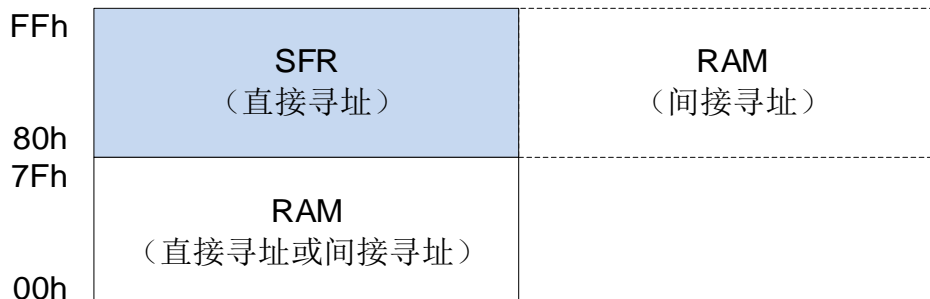 FFh
SFR
（直接寻址）
RAM
（间接寻址）
80h
7Fh
RAM
（直接寻址或间接寻址）
00h